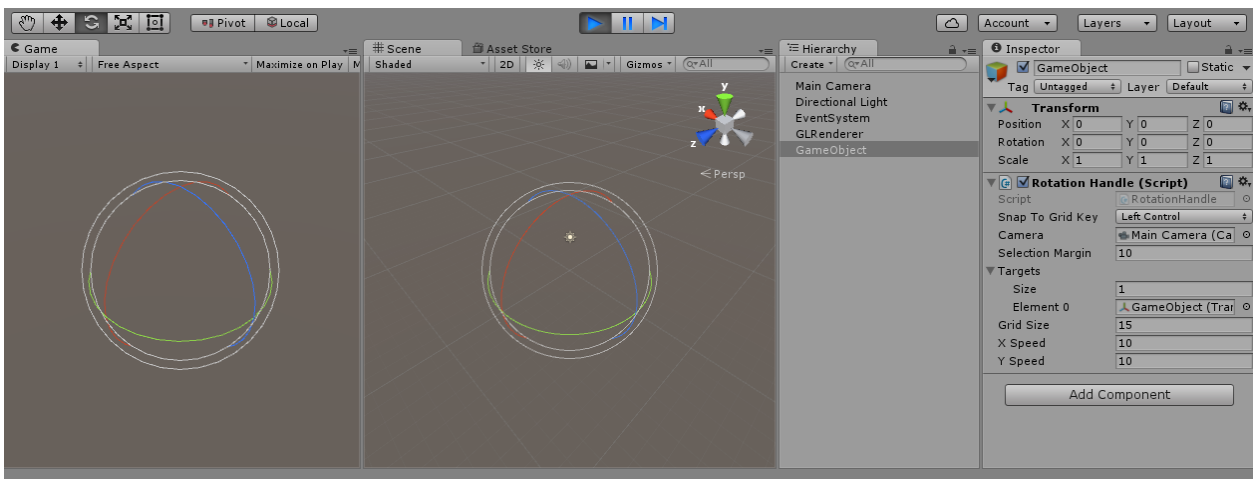 Pivot Local Account Layers Layout
Game
Display 1 Free Aspect Maximize on Play M
# Scene Asset Store
Shaded 2D Gizmos All
y
x
z
Persp
Hierarchy
Create All
Main Camera
Directional Light
EventSystem
GLRenderer
GameObject
Inspector
GameObject Static
Tag Untagged Layer Default
Transform
Position X 0 Y 0 Z 0
Rotation X 0 Y 0 Z 0
Scale X 1 Y 1 Z 1
Rotation Handle (Script)
Script RotationHandle
Snap To Grid Key Left Control
Camera Main Camera (Ca
Selection Margin 10
Targets
Size 1
Element 0 GameObject (Trar
Grid Size 15
X Speed 10
Y Speed 10
Add Component